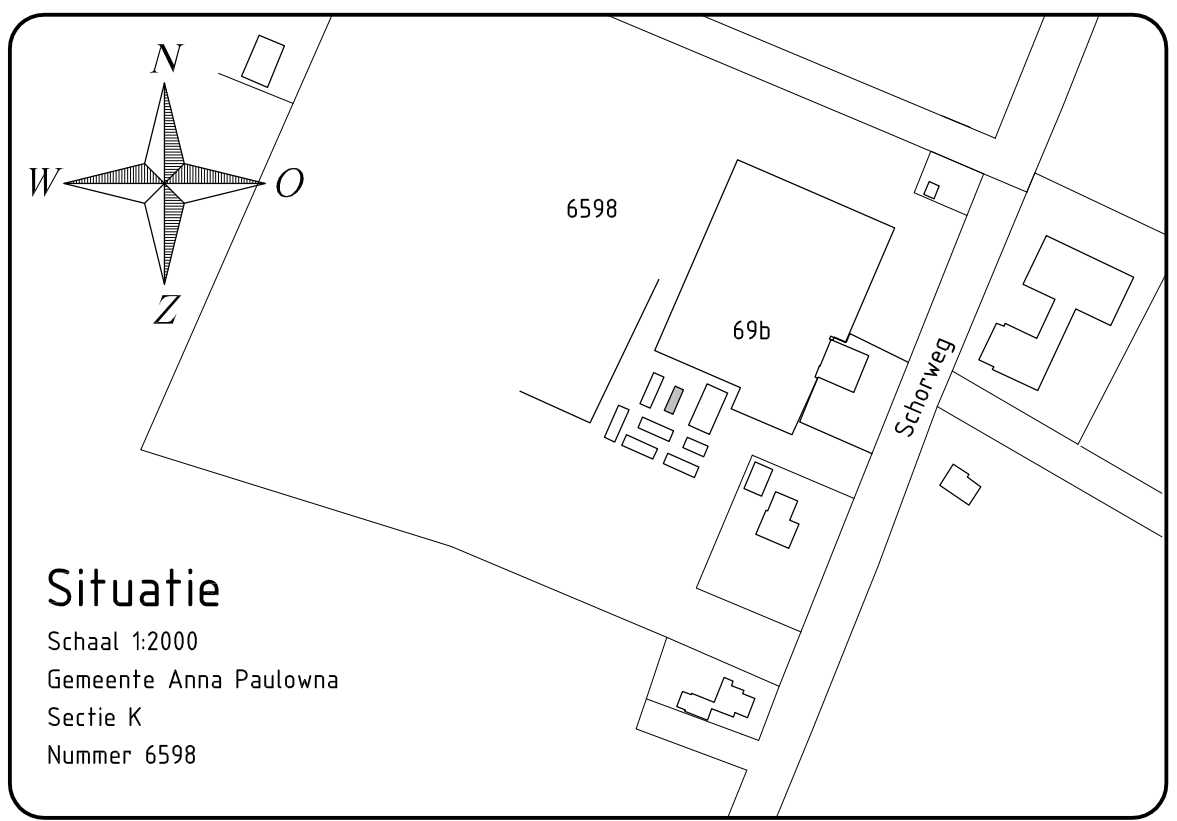 N
W
O
Z
6598
69b
Schorweg
Situatie
Schaal 1:2000
Gemeente Anna Paulowna
Sectie K
Nummer 6598